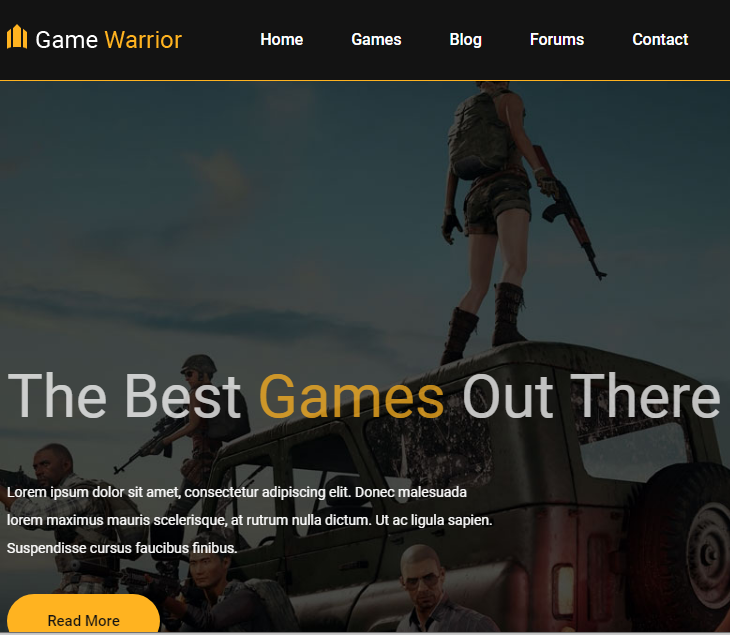 Game Warrior
Home Games Blog Forums Contact
The Best Games Out There
Lorem ipsum dolor sit amet, consectetur adipiscing elit. Donec malesuada
lorem maximus mauris scelerisque, at rutrum nulla dictum. Ut ac ligula sapien.
Suspendisse cursus faucibus finibus.
Read More